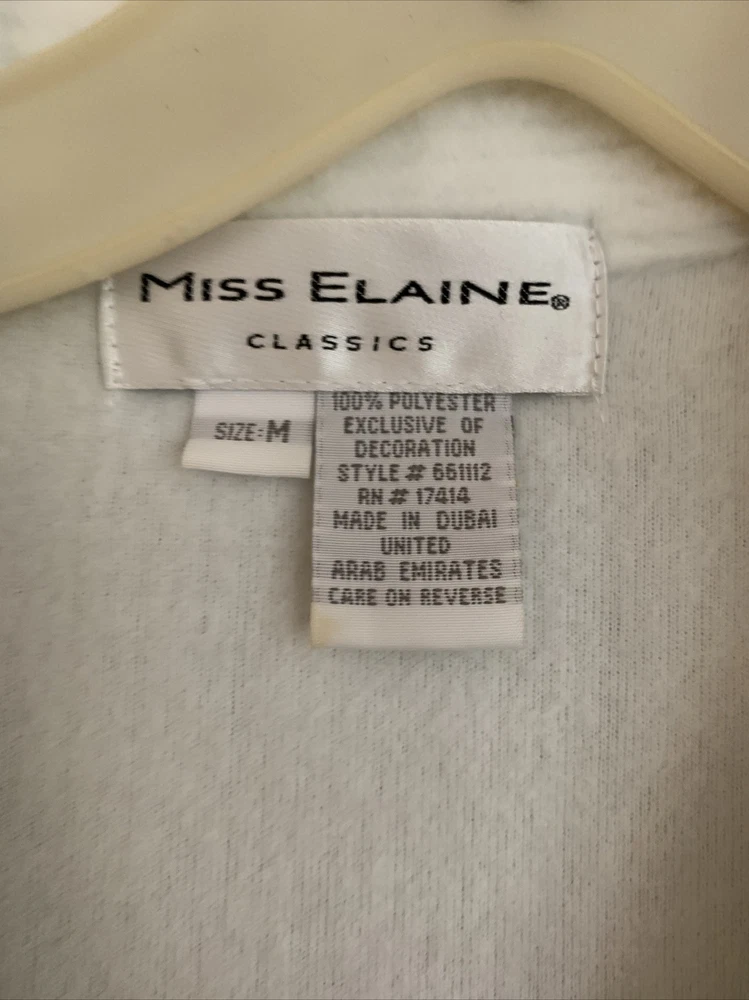 MISS ELAINE®
CLASSICS
SIZE:M
100% POLYESTER
EXCLUSIVE OF
DECORATION
STYLE # 661112
RN # 17414
MADE IN DUBAI
UNITED
ARAB EMIRATES
CARE ON REVERSE